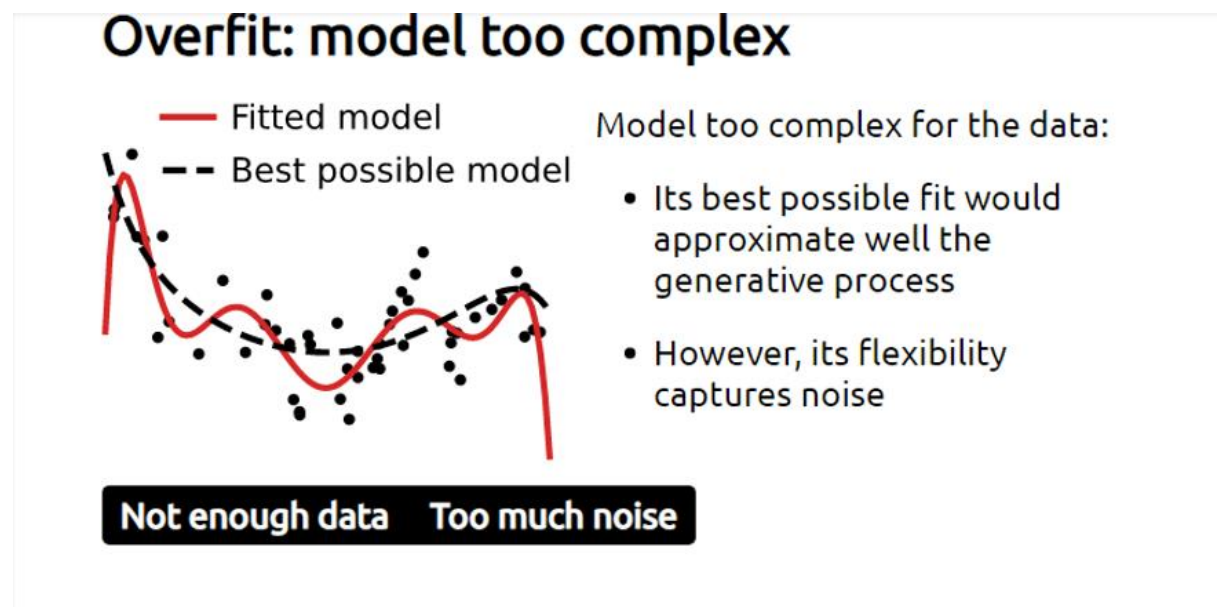 Overfit: model too complex
Fitted model
Best possible model
Model too complex for the data:
• Its best possible fit would
approximate well the
generative process
• However, its flexibility
captures noise
Not enough data Too much noise